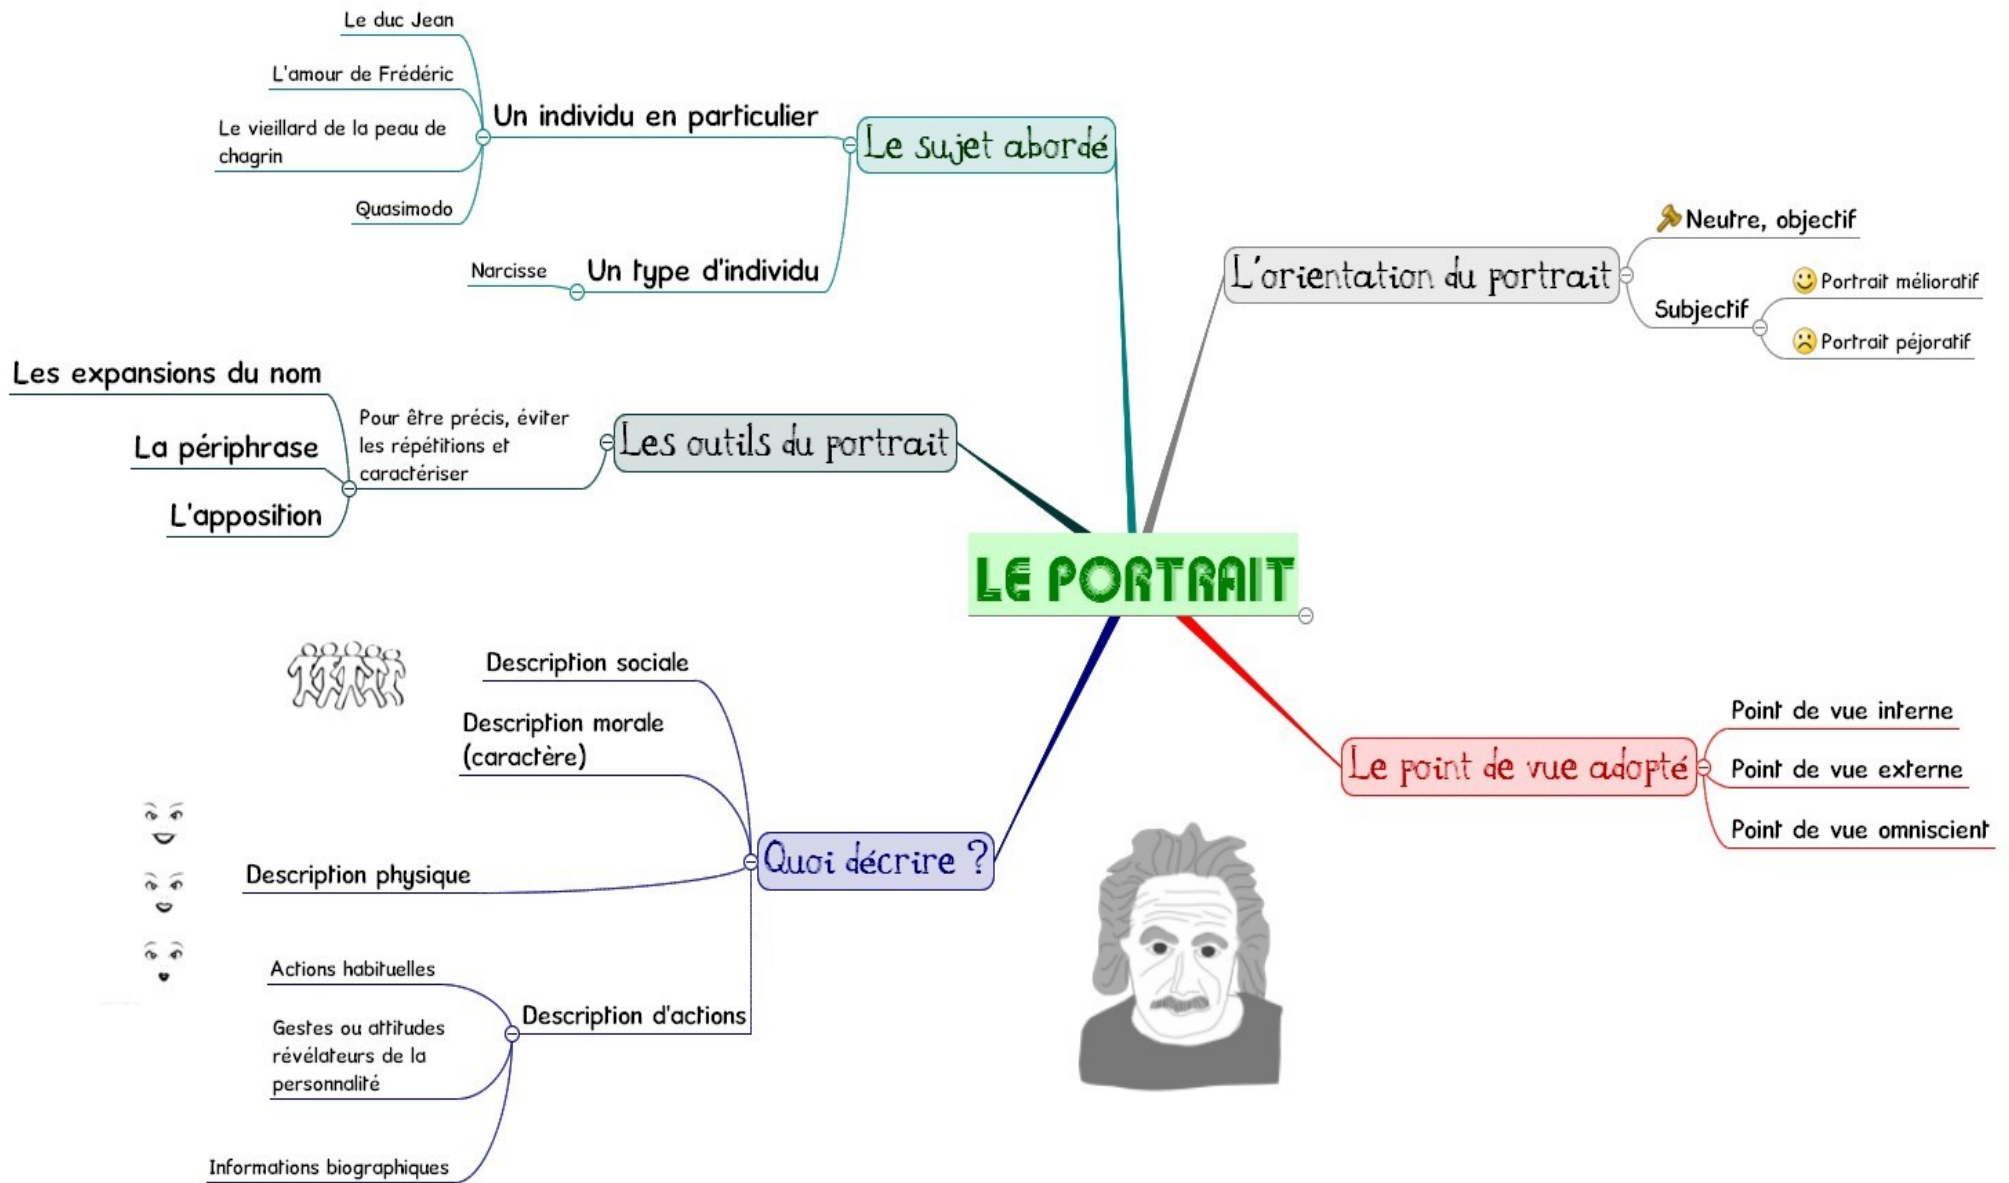 LE PORTRAIT
Le sujet abordé
Un individu en particulier
Le duc Jean
L'amour de Frédéric
Le vieillard de la peau de
chagrin
Quasimodo
Un type d'individu
Narcisse
Les outils du portrait
Pour être précis, éviter
les répétitions et
caractériser
Les expansions du nom
La périphrase
L'apposition
Quoi décrire ?
Description sociale
Description morale
(caractère)
Description physique
Description d'actions
Actions habituelles
Gestes ou attitudes
révélateurs de la
personnalité
Informations biographiques
L'orientation du portrait
Neutre, objectif
Subjectif
Portrait mélioratif
Portrait péjoratif
Le point de vue adopté
Point de vue interne
Point de vue externe
Point de vue omniscient